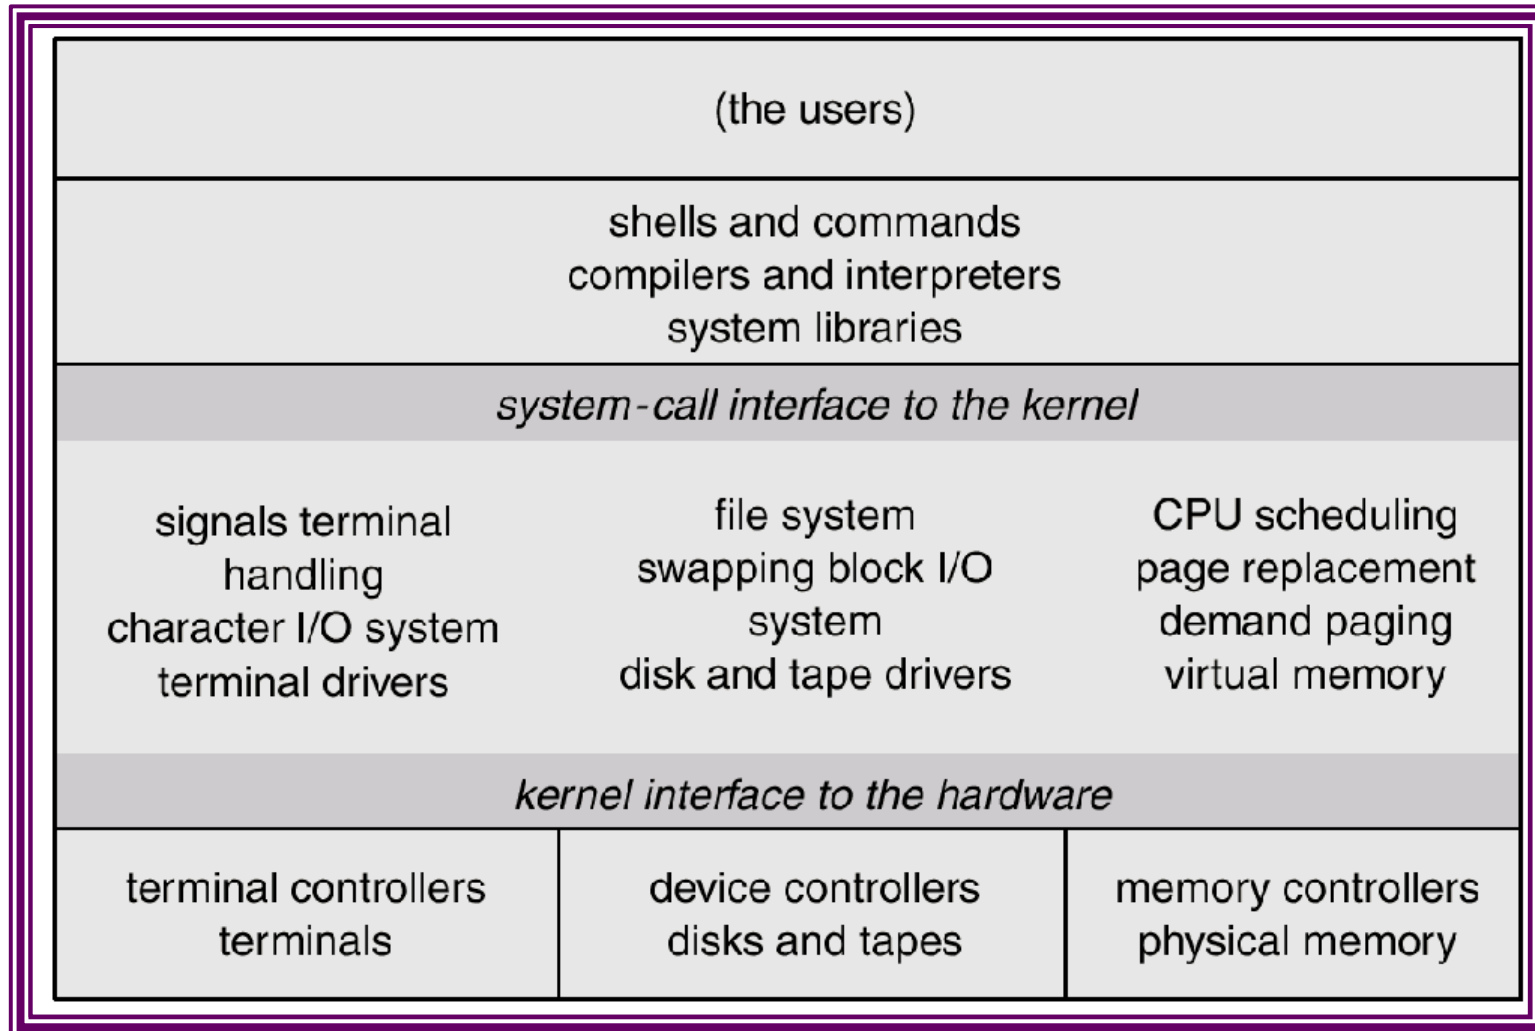 (the users)
shells and commands
compilers and interpreters
system libraries
system-call interface to the kernel
signals terminal
handling
character I/O system
terminal drivers
file system
swapping block I/O
system
disk and tape drivers
CPU scheduling
page replacement
demand paging
virtual memory
kernel interface to the hardware
terminal controllers
terminals
device controllers
disks and tapes
memory controllers
physical memory